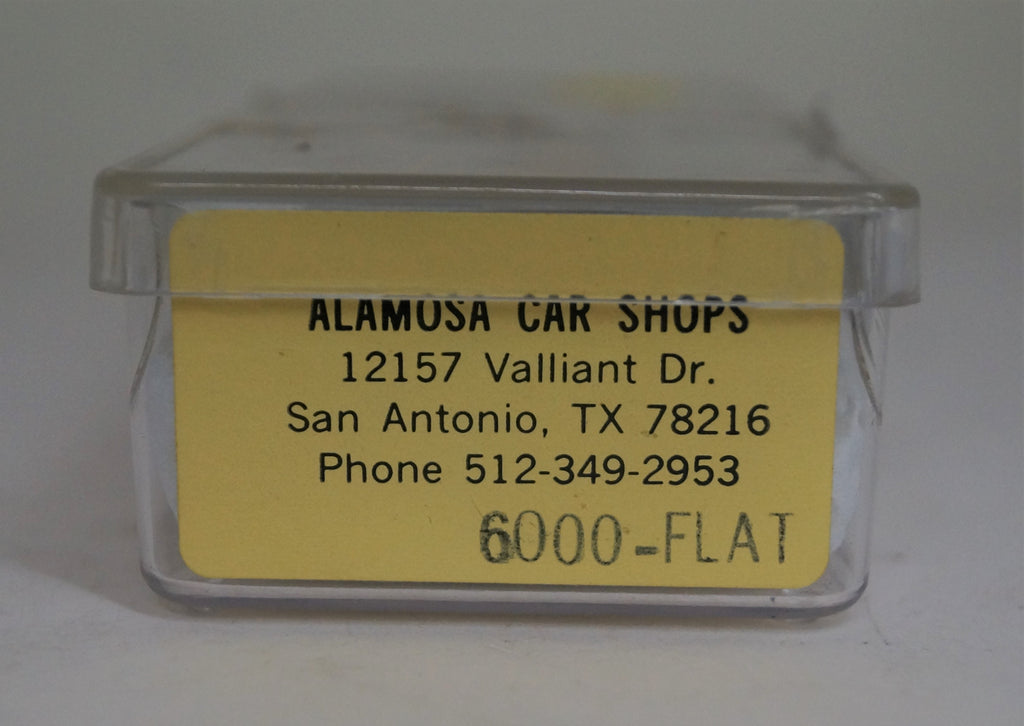 ALAMOSA CAR SHOPS
12157 Valliant Dr.
San Antonio, TX 78216
Phone 512-349-2953
6000-FLAT